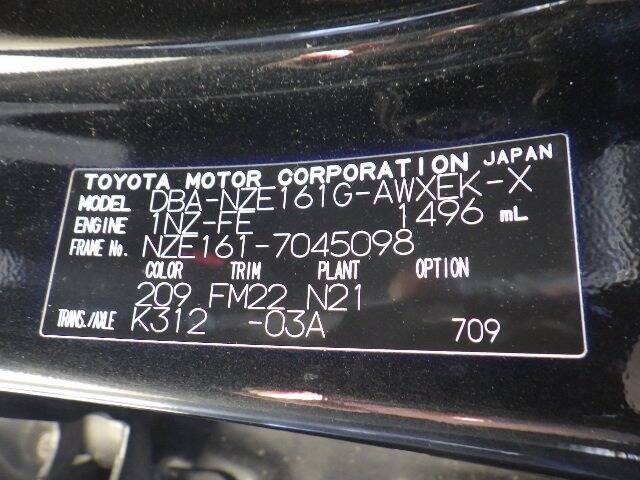 TOYOTA MOTOR CORPORATION JAPAN
MODEL DBA-NZE161G-AWXEK-X
ENGINE 1NZ-FE 1496 mL
FRAME No. NZE161-7045098
COLOR TRIM PLANT OPTION
209 FM22 N21
TRANS./AXLE K312 -03A 709